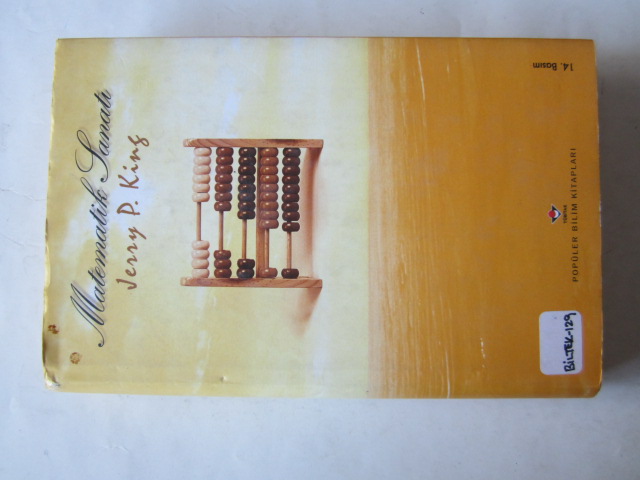 Matematik Sanatı
Jerry P. King
14. Basım
TÜBİTAK
POPÜLER BİLİM KİTAPLARI
BİLTEK-129